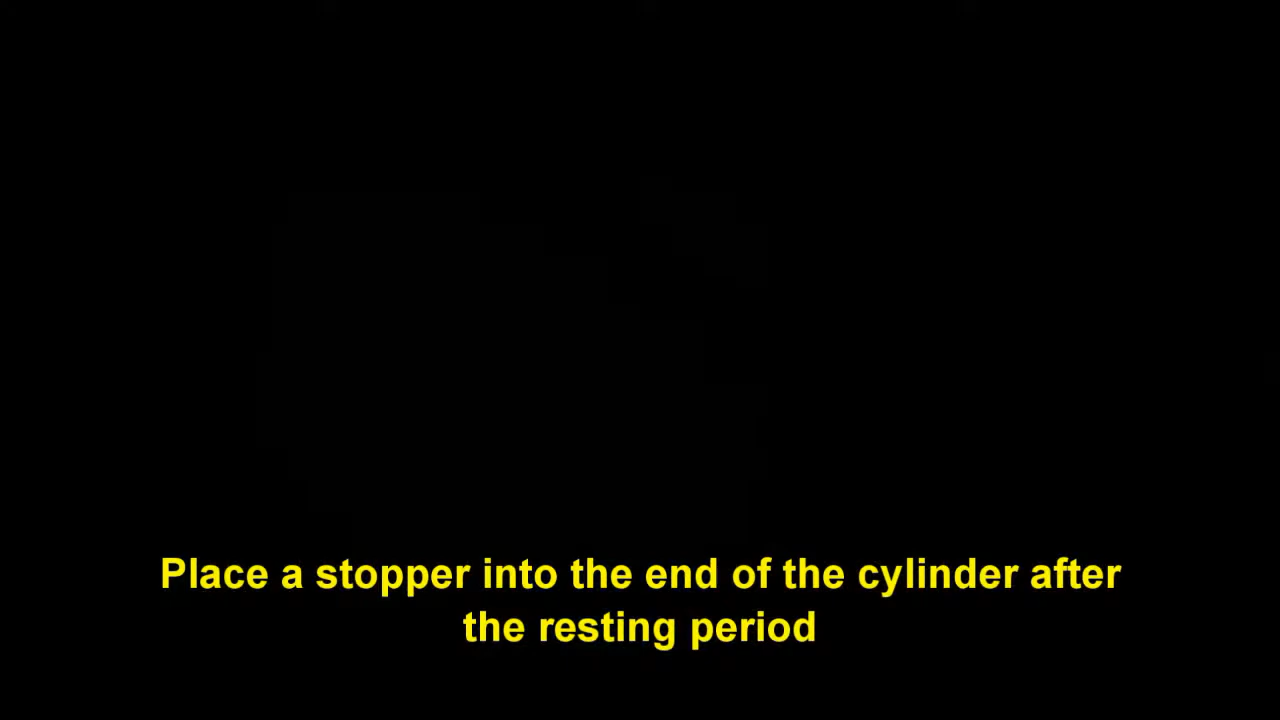 Place a stopper into the end of the cylinder after
the resting period